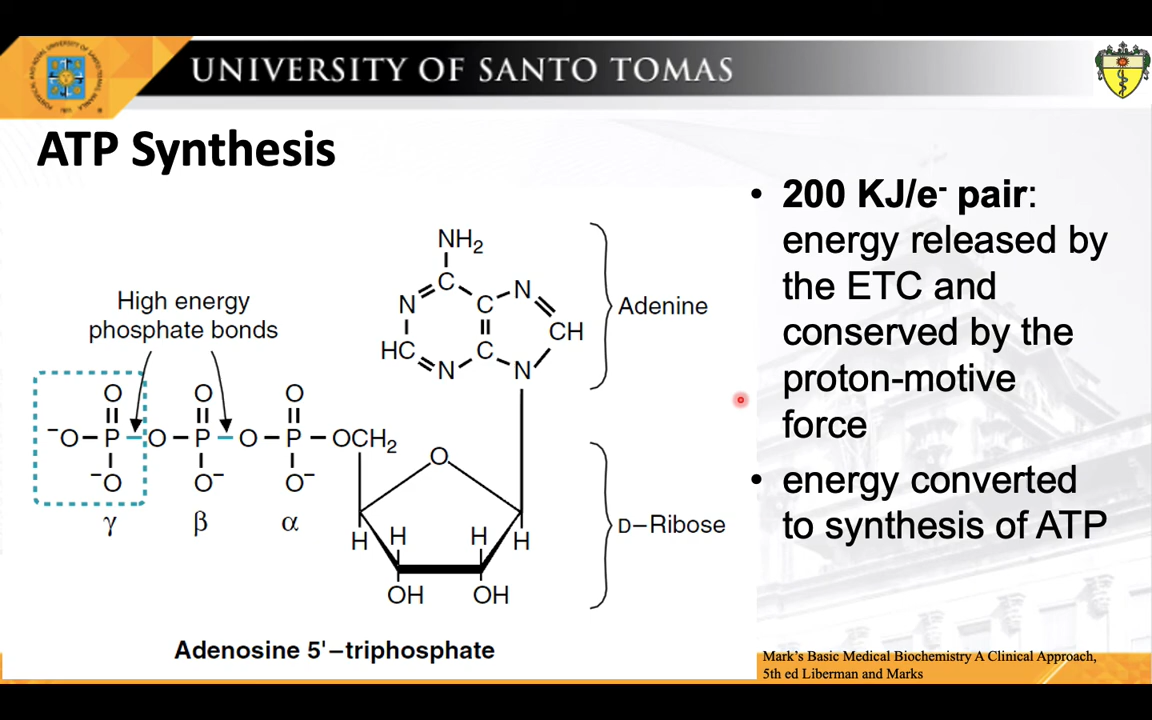 UNIVERSITY OF SANTO TOMAS
ATP Synthesis
High energy
phosphate bonds
NH₂
C
N
C
N
HC
C
CH
N
N
Adenine
O
O
O
⁻O–P–O–P–O–P–OCH₂
⁻O
O⁻
O⁻
γ
β
α
O
H
H
H
H
OH
OH
D–Ribose
Adenosine 5'–triphosphate
• 200 KJ/e⁻ pair:
energy released by
the ETC and
conserved by the
proton-motive
force
• energy converted
to synthesis of ATP
Mark's Basic Medical Biochemistry A Clinical Approach,
5th ed Liberman and Marks